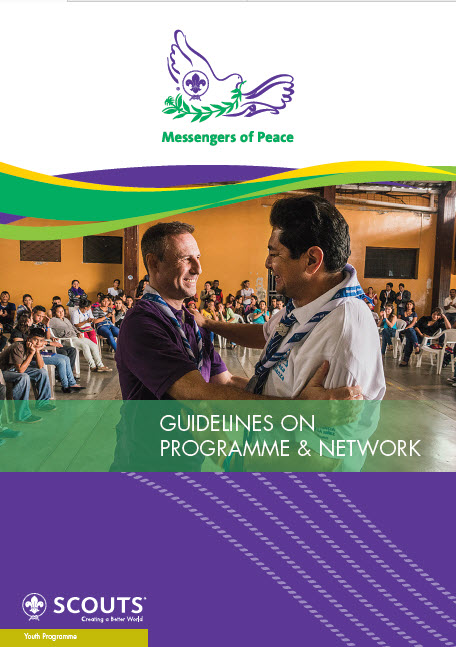 Messengers of Peace
GUIDELINES ON
PROGRAMME & NETWORK
SCOUTS®
Creating a Better World
Youth Programme